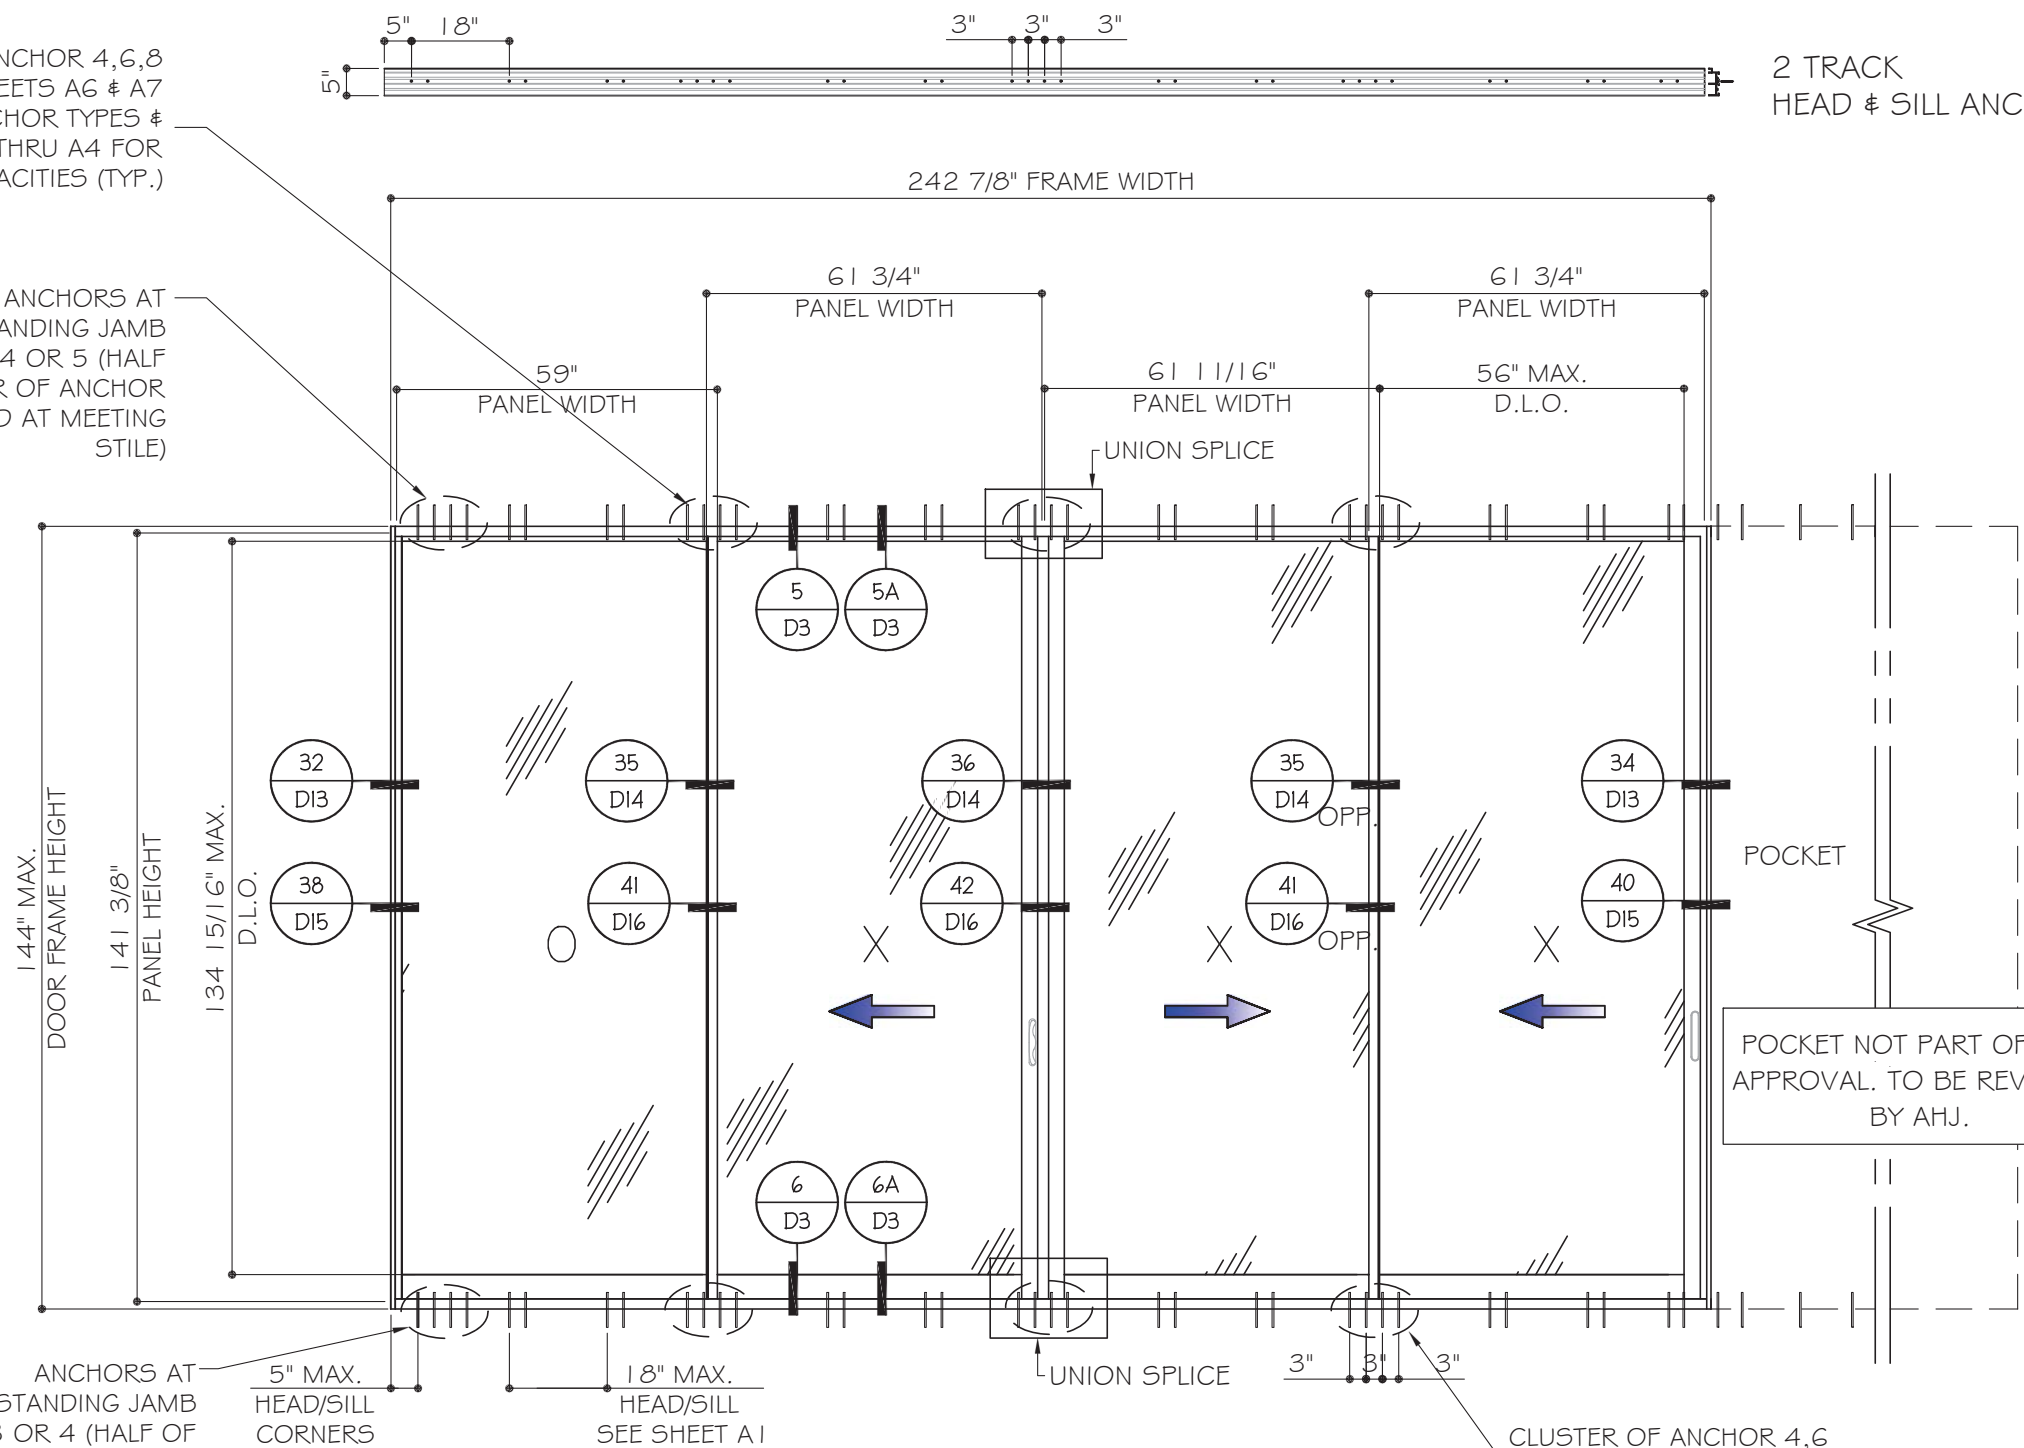 5"
18"
3"
3"
3"
5"
2 TRACK
HEAD & SILL ANC
NCHOR 4,6,8
EETS A6 & A7
CHOR TYPES &
THRU A4 FOR
ACITIES (TYP.)
242 7/8" FRAME WIDTH
ANCHORS AT
TANDING JAMB
4 OR 5 (HALF
R OF ANCHOR
D AT MEETING
STILE)
61 3/4"
PANEL WIDTH
61 3/4"
PANEL WIDTH
59"
PANEL WIDTH
61 11/16"
PANEL WIDTH
56" MAX.
D.L.O.
UNION SPLICE
5
D3
5A
D3
144" MAX.
DOOR FRAME HEIGHT
141 3/8"
PANEL HEIGHT
134 15/16" MAX.
D.L.O.
32
D13
35
D14
36
D14
35
D14
OPP.
34
D13
POCKET
38
D15
41
D16
42
D16
41
D16
OPP.
40
D15
O
X
X
X
POCKET NOT PART OF
APPROVAL. TO BE REV
BY AHJ.
6
D3
6A
D3
ANCHORS AT
STANDING JAMB
3 OR 4 (HALF OF
5" MAX.
HEAD/SILL
CORNERS
18" MAX.
HEAD/SILL
SEE SHEET A1
UNION SPLICE
3"
3"
3"
CLUSTER OF ANCHOR 4,6